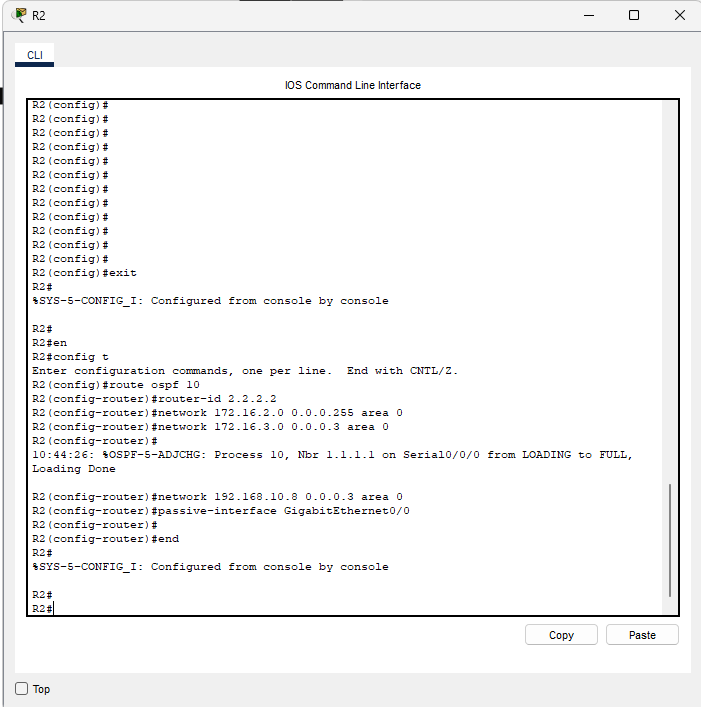 R2
CLI
IOS Command Line Interface
R2(config)#
R2(config)#
R2(config)#
R2(config)#
R2(config)#
R2(config)#
R2(config)#
R2(config)#
R2(config)#
R2(config)#
R2(config)#
R2(config)#
R2(config)#exit
R2#
%SYS-5-CONFIG_I: Configured from console by console
R2#
R2#en
R2#config t
Enter configuration commands, one per line.  End with CNTL/Z.
R2(config)#route ospf 10
R2(config-router)#router-id 2.2.2.2
R2(config-router)#network 172.16.2.0 0.0.0.255 area 0
R2(config-router)#network 172.16.3.0 0.0.0.3 area 0
R2(config-router)#
10:44:26: %OSPF-5-ADJCHG: Process 10, Nbr 1.1.1.1 on Serial0/0/0 from LOADING to FULL,
Loading Done
R2(config-router)#network 192.168.10.8 0.0.0.3 area 0
R2(config-router)#passive-interface GigabitEthernet0/0
R2(config-router)#
R2(config-router)#end
R2#
%SYS-5-CONFIG_I: Configured from console by console
R2#
R2#
Copy
Paste
Top